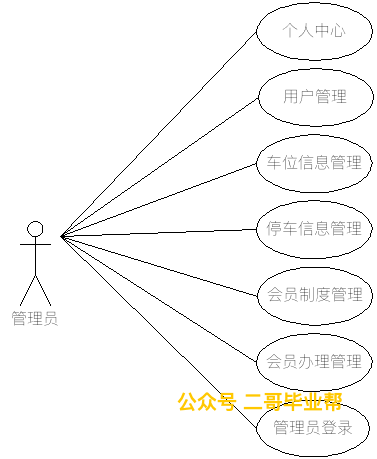 个人中心
用户管理
车位信息管理
停车信息管理
会员制度管理
管理员
会员办理管理
公众号 二哥毕业帮
管理员登录